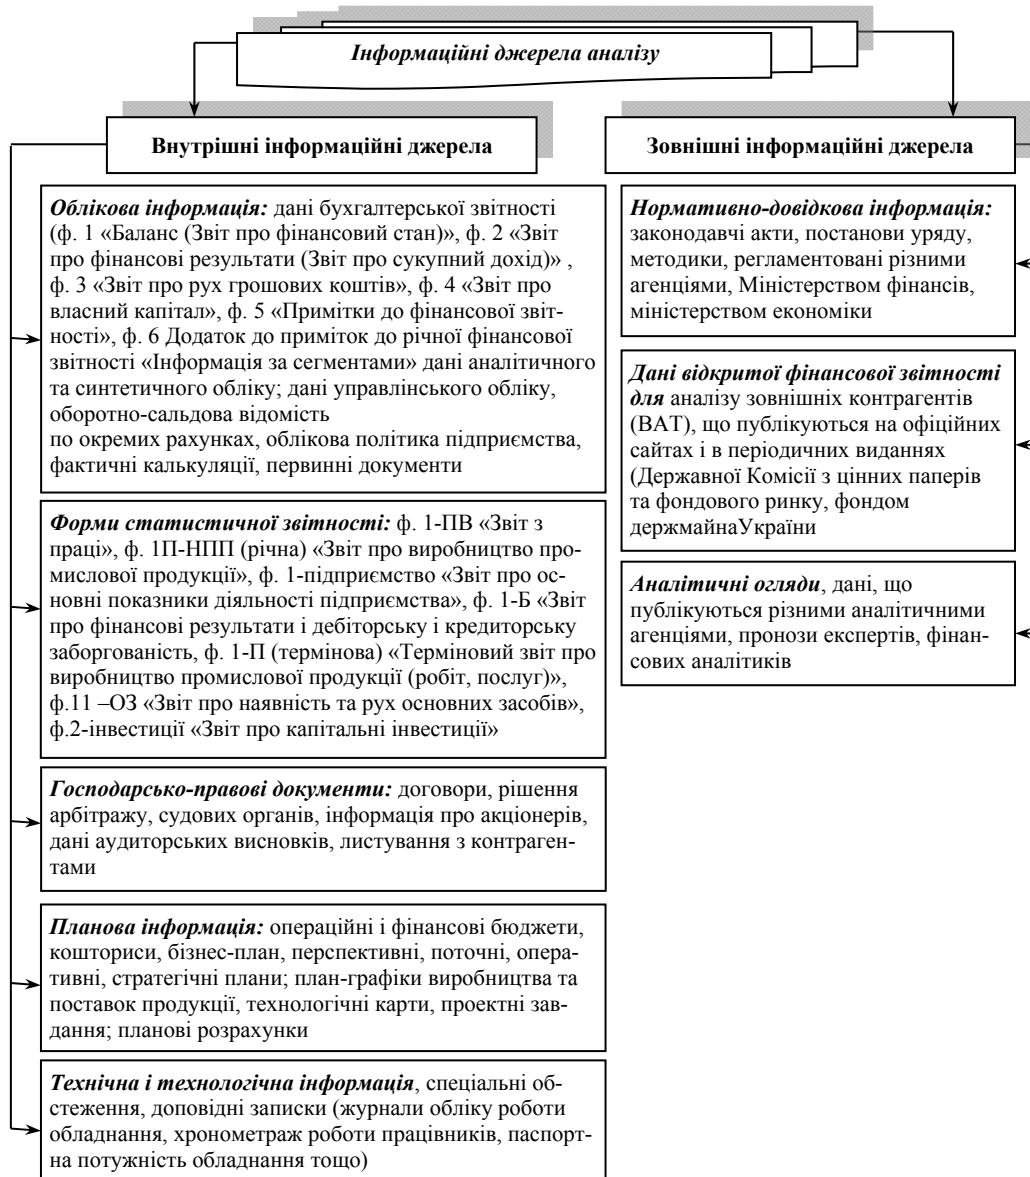 Інформаційні джерела аналізу
Внутрішні інформаційні джерела
Облікова інформація: дані бухгалтерської звітності
(ф. 1 «Баланс (Звіт про фінансовий стан)», ф. 2 «Звіт
про фінансові результати (Звіт про сукупний дохід)» ,
ф. 3 «Звіт про рух грошових коштів», ф. 4 «Звіт про
власний капітал», ф. 5 «Примітки до фінансової звіт-
ності», ф. 6 Додаток до приміток до річної фінансової
звітності «Інформація за сегментами» дані аналітичного
та синтетичного обліку; дані управлінського обліку,
оборотно-сальдова відомість
по окремих рахунках, облікова політика підприємства,
фактичні калькуляції, первинні документи
Форми статистичної звітності: ф. 1-ПВ «Звіт з
праці», ф. 1П-НПП (річна) «Звіт про виробництво про-
мислової продукції», ф. 1-підприємство «Звіт про ос-
новні показники діяльності підприємства», ф. 1-Б «Звіт
про фінансові результати і дебіторську і кредиторську
заборгованість, ф. 1-П (термінова) «Терміновий звіт про
виробництво промислової продукції (робіт, послуг)»,
ф.11 –ОЗ «Звіт про наявність та рух основних засобів»,
ф.2-інвестиції «Звіт про капітальні інвестиції»
Господарсько-правові документи: договори, рішення
арбітражу, судових органів, інформація про акціонерів,
дані аудиторських висновків, листування з контраген-
тами
Планова інформація: операційні і фінансові бюджети,
кошториси, бізнес-план, перспективні, поточні, опера-
тивні, стратегічні плани; план-графіки виробництва та
поставок продукції, технологічні карти, проектні зав-
дання; планові розрахунки
Технічна і технологічна інформація, спеціальні об-
стеження, доповідні записки (журнали обліку роботи
обладнання, хронометраж роботи працівників, паспорт-
на потужність обладнання тощо)
Зовнішні інформаційні джерела
Нормативно-довідкова інформація:
законодавчі акти, постанови уряду,
методики, регламентовані різними
агенціями, Міністерством фінансів,
міністерством економіки
Дані відкритої фінансової звітності
для аналізу зовнішніх контрагентів
(ВАТ), що публікуються на офіційних
сайтах і в періодичних виданнях
(Державної Комісії з цінних паперів
та фондового ринку, фондом
держмайнаУкраїни
Аналітичні огляди, дані, що
публікуються різними аналітичними
агенціями, пронози експертів, фінан-
сових аналітиків